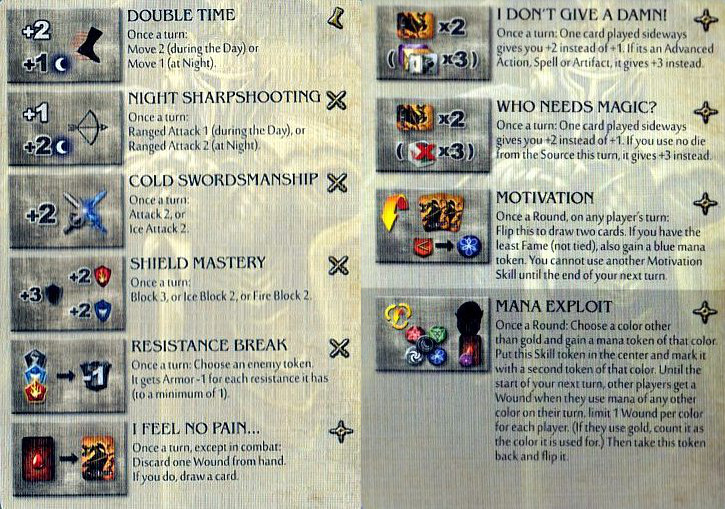 DOUBLE TIME
Once a turn:
Move 2 (during the Day) or
Move 1 (at Night).
+2
+1
NIGHT SHARPSHOOTING
Once a turn:
Ranged Attack 1 (during the Day), or
Ranged Attack 2 (at Night).
+1
+2
COLD SWORDSMANSHIP
Once a turn:
Attack 2, or
Ice Attack 2.
+2
SHIELD MASTERY
Once a turn:
Block 3, or Ice Block 2, or Fire Block 2.
+2
+3
+2
RESISTANCE BREAK
Once a turn: Choose an enemy token.
It gets Armor -1 for each resistance it has
(to a minimum of 1).
-1
I FEEL NO PAIN...
Once a turn, except in combat:
Discard one Wound from hand.
If you do, draw a card.
I DON'T GIVE A DAMN!
Once a turn: One card played sideways
gives you +2 instead of +1. If its an Advanced
Action, Spell or Artifact, it gives +3 instead.
x2
( x3)
WHO NEEDS MAGIC?
Once a turn: One card played sideways
gives you +2 instead of +1. If you use no die
from the Source this turn, it gives +3 instead.
x2
( x3)
MOTIVATION
Once a Round, on any player's turn:
Flip this to draw two cards. If you have the
least Fame (not tied), also gain a blue mana
token. You cannot use another Motivation
Skill until the end of your next turn.
MANA EXPLOIT
Once a Round: Choose a color other
than gold and gain a mana token of that color.
Put this Skill token in the center and mark it
with a second token of that color. Until the
start of your next turn, other players get a
Wound when they use mana of any other
color on their turn. limit 1 Wound per color
for each player. (If they use gold, count it as
the color it is used for.) Then take this token
back and flip it.